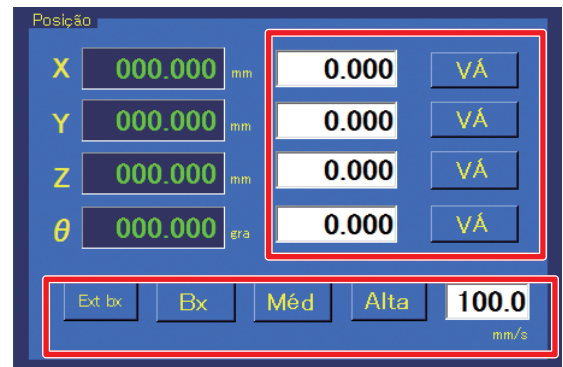 Posição
X 000.000 mm 0.000 VÁ
Y 000.000 mm 0.000 VÁ
Z 000.000 mm 0.000 VÁ
θ 000.000 gra 0.000 VÁ
Ext bx Bx Méd Alta 100.0
mm/s